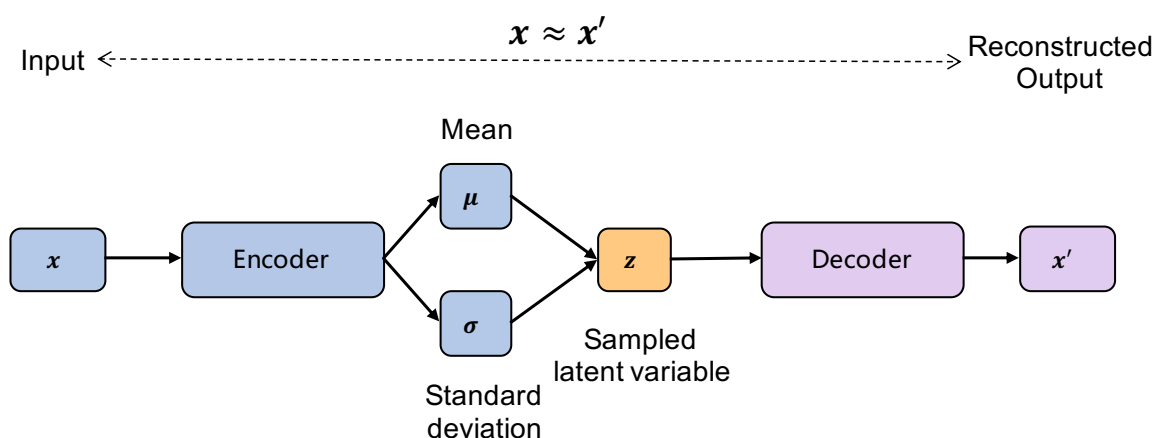 x ≈ x′
Input
Reconstructed
Output
Mean
μ
x
Encoder
z
Decoder
x′
σ
Sampled
latent variable
Standard
deviation